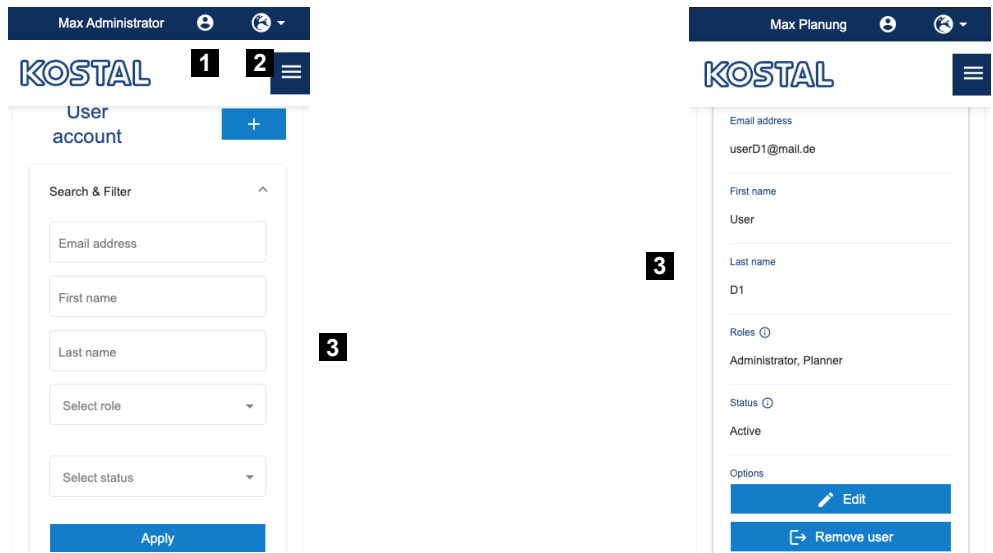 Max Administrator
1
2
KOSTAL
User
account
+
Search & Filter
Email address
First name
Last name
Select role
Select status
Apply
3
Max Planung
KOSTAL
Email address
userD1@mail.de
First name
User
Last name
D1
Roles
Administrator, Planner
Status
Active
Options
Edit
Remove user
3